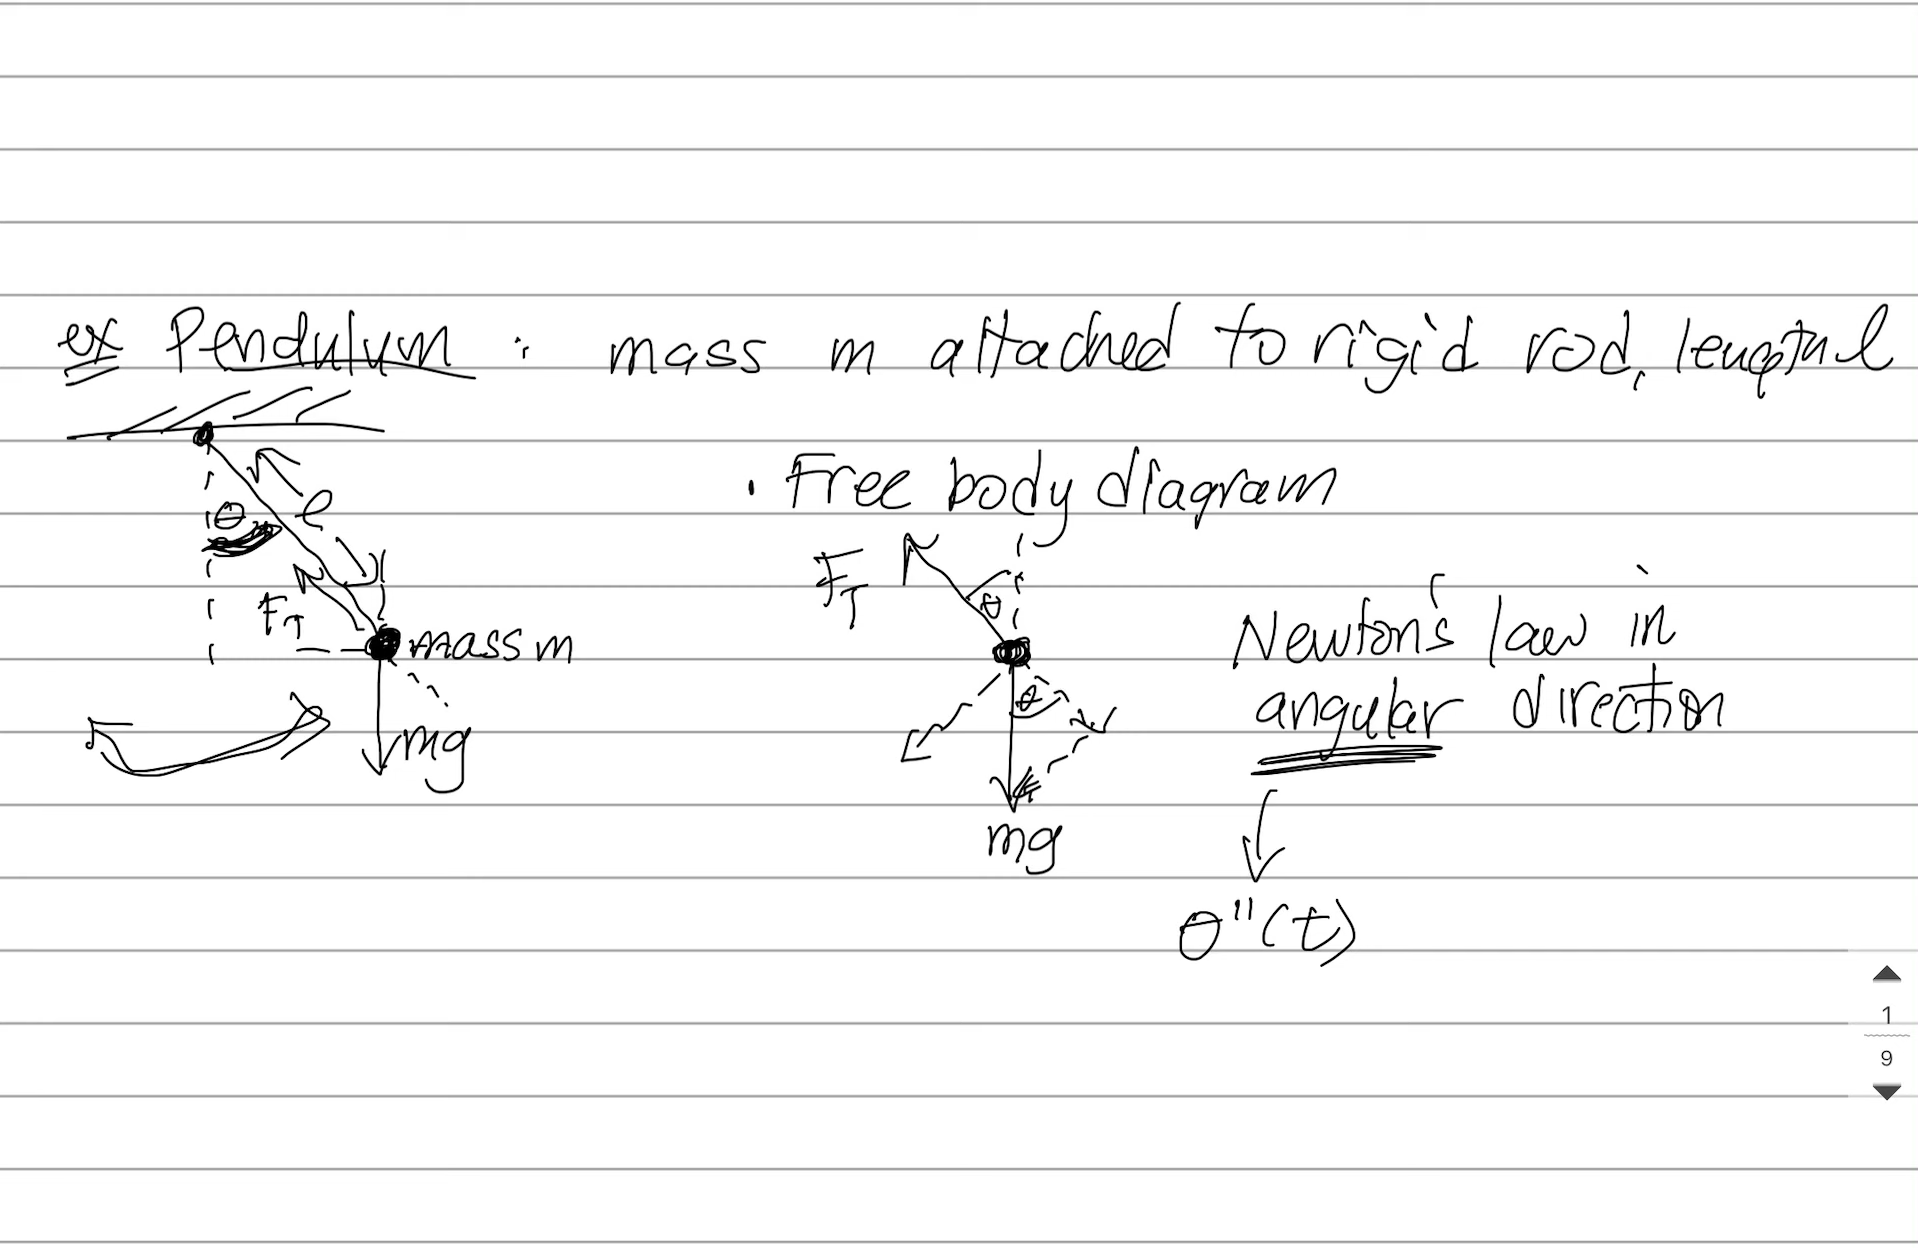 ex Pendulum : mass m attached to rigid rod, length l
θ l
F_T
mass m
mg
· Free body diagram
F_T
θ
θ
mg
Newton's law in
angular direction
θ''(t)
1
9